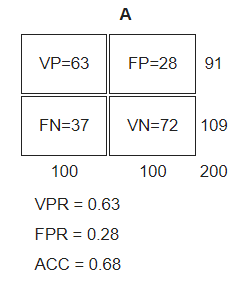 A
VP=63 FP=28 91
FN=37 VN=72 109
100 100 200
VPR = 0.63
FPR = 0.28
ACC = 0.68